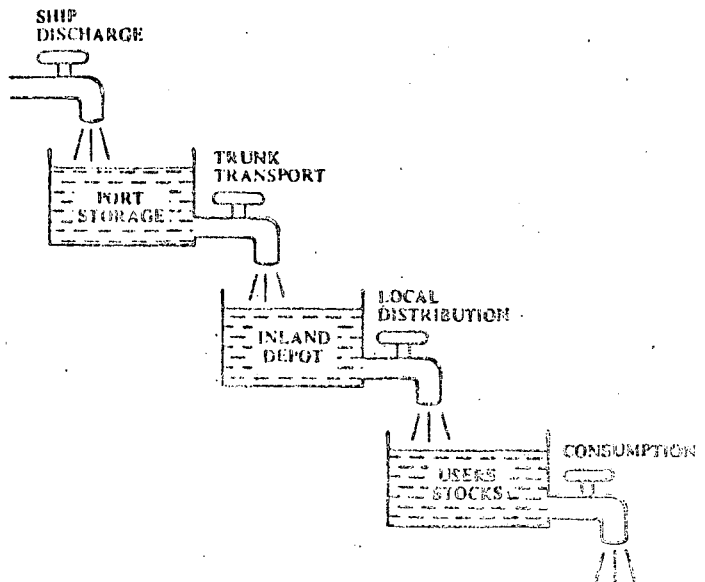 SHIP
DISCHARGE
TRUNK
TRANSPORT
PORT
STORAGE
LOCAL
DISTRIBUTION
INLAND
DEPOT
CONSUMPTION
USERS
STOCKS